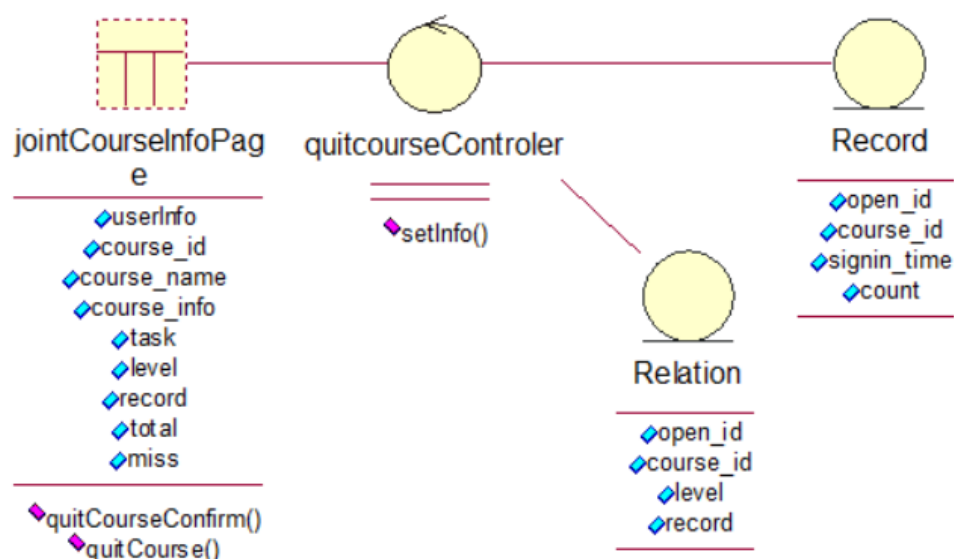 jointCourseInfoPag
e
userInfo
course_id
course_name
course_info
task
level
record
total
miss
quitCourseConfirm()
quitCourse()
quitcourseControler
setInfo()
Record
open_id
course_id
signin_time
count
Relation
open_id
course_id
level
record